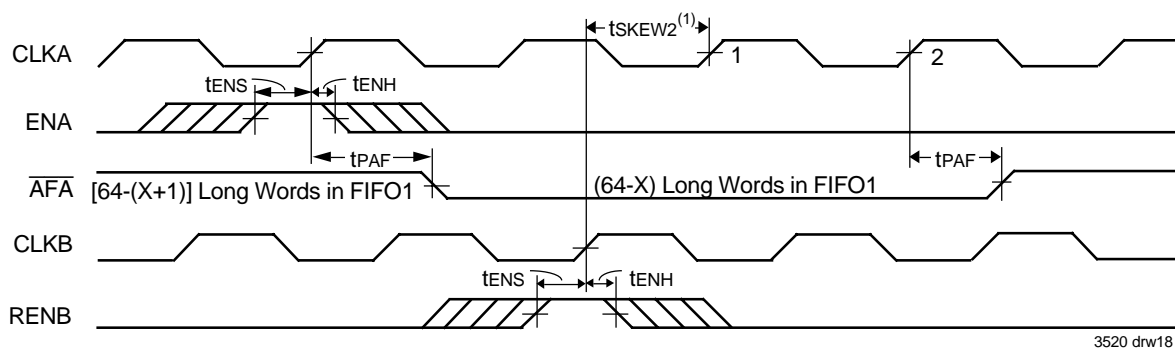 tSKEW2(1)
CLKA
1
2
tENS
tENH
ENA
tPAF
tPAF
AFA
[64-(X+1)] Long Words in FIFO1
(64-X) Long Words in FIFO1
CLKB
tENS
tENH
RENB
3520 drw18